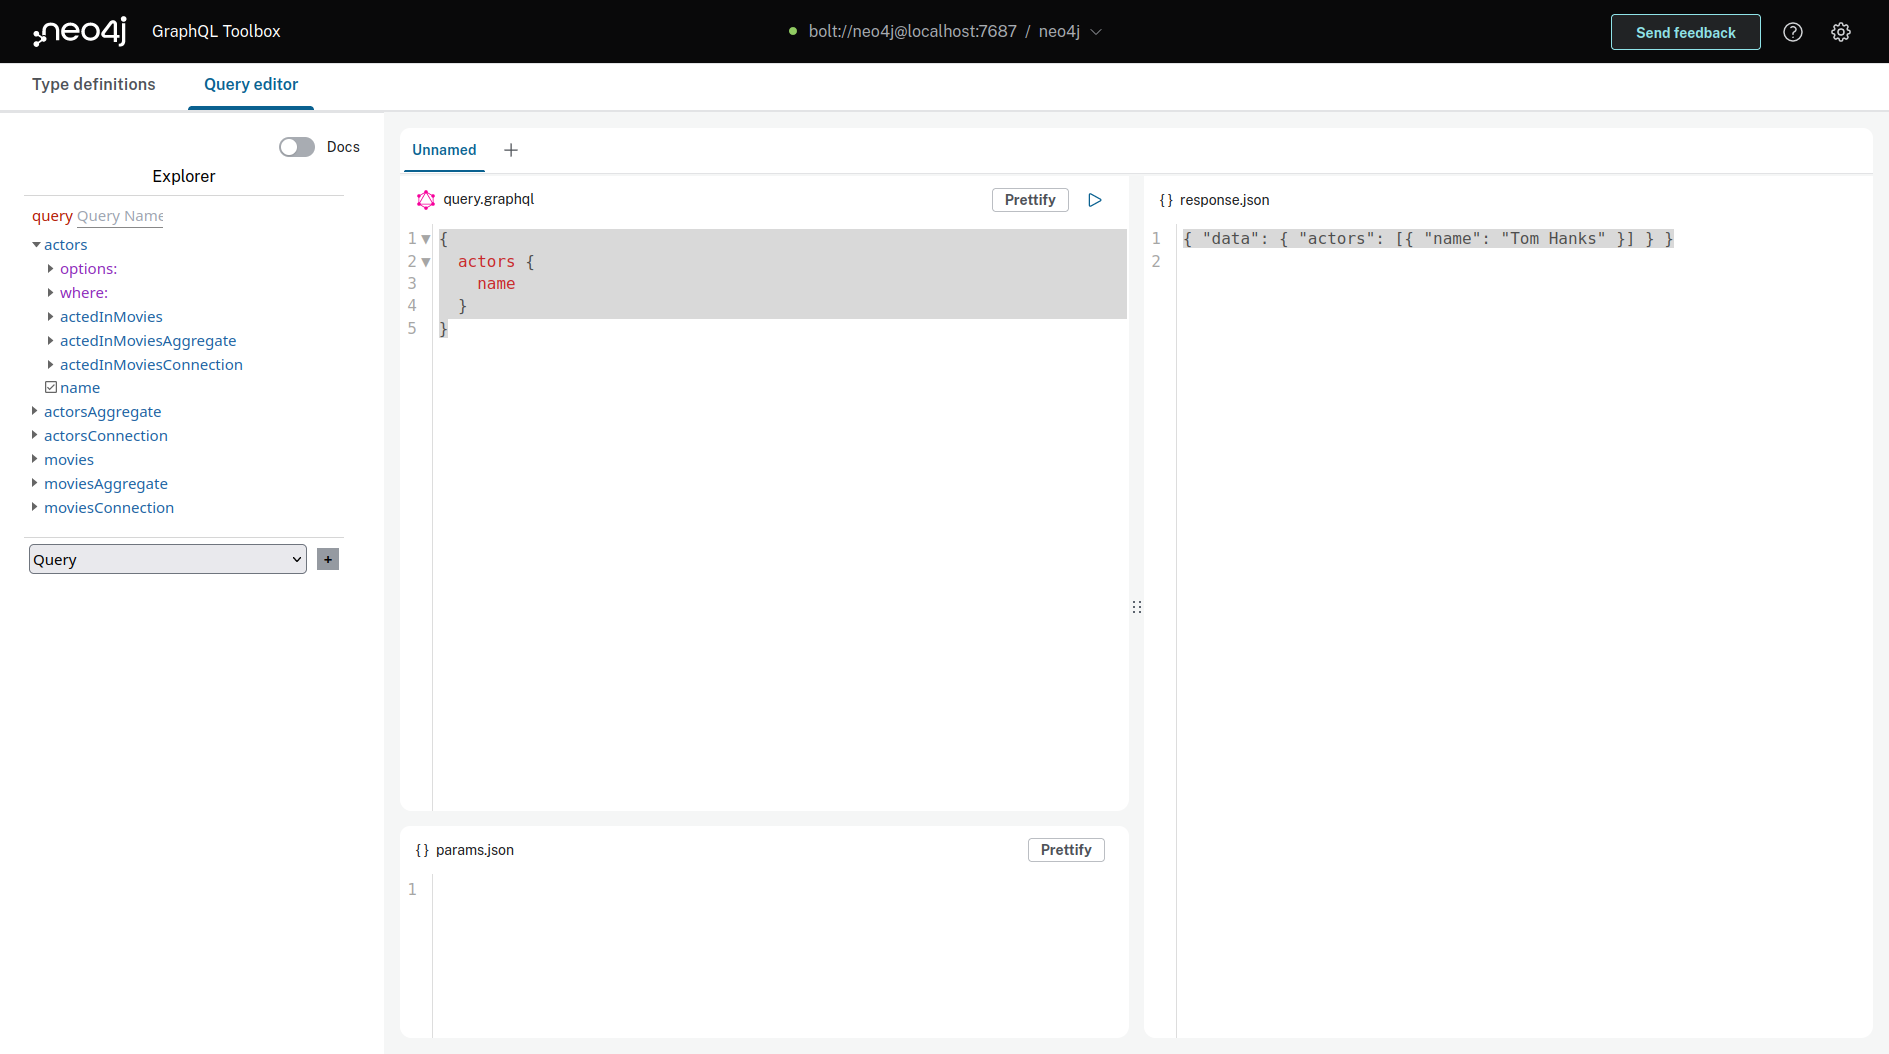 neo4j GraphQL Toolbox bolt://neo4j@localhost:7687 / neo4j Send feedback ?
Type definitions Query editor
Docs
Explorer
query Query Name
actors
options:
where:
actedInMovies
actedInMoviesAggregate
actedInMoviesConnection
name
actorsAggregate
actorsConnection
movies
moviesAggregate
moviesConnection
Query +
Unnamed +
query.graphql Prettify
1 {
2 actors {
3 name
4 }
5 }
{} params.json Prettify
1
{} response.json
1 { "data": { "actors": [{ "name": "Tom Hanks" }] } }
2